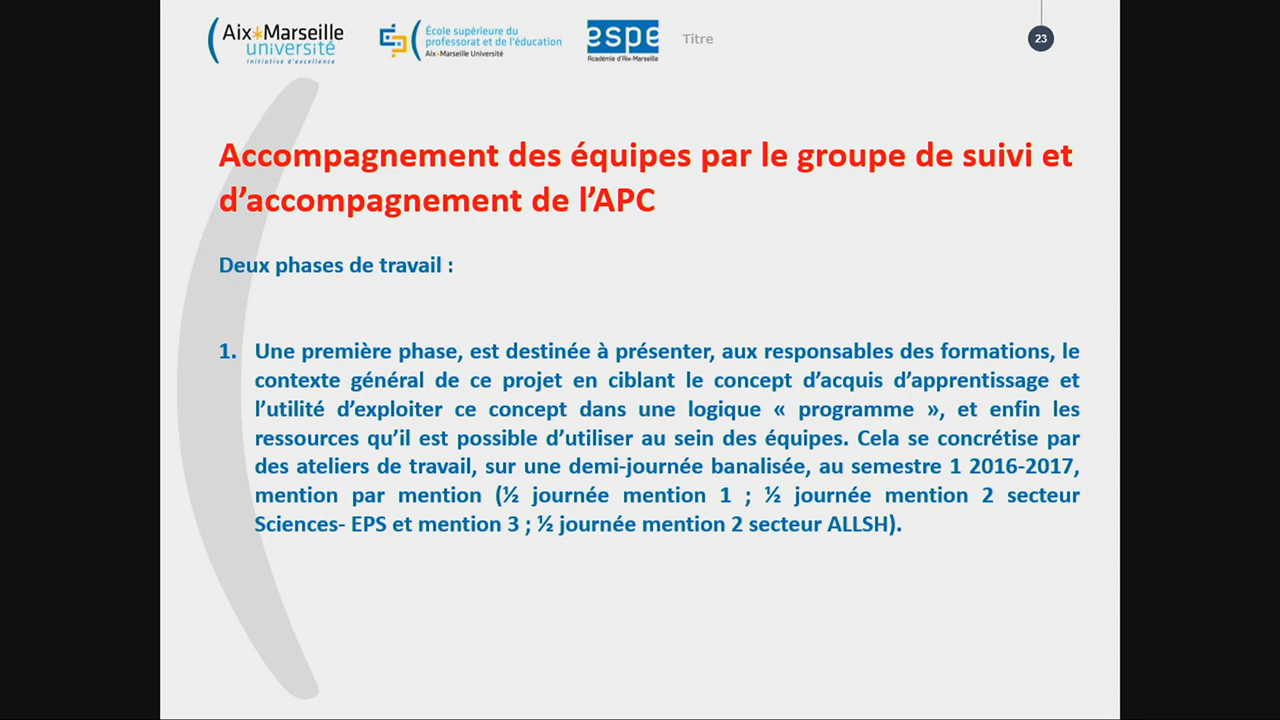 Aix*Marseille
université
Initiative d'excellence
École supérieure du
professorat et de l'éducation
Aix*Marseille Université
espe
Académie d'Aix-Marseille
Titre
23
Accompagnement des équipes par le groupe de suivi et
d’accompagnement de l’APC
Deux phases de travail :
1. Une première phase, est destinée à présenter, aux responsables des formations, le
contexte général de ce projet en ciblant le concept d’acquis d’apprentissage et
l’utilité d’exploiter ce concept dans une logique « programme », et enfin les
ressources qu’il est possible d’utiliser au sein des équipes. Cela se concrétise par
des ateliers de travail, sur une demi-journée banalisée, au semestre 1 2016-2017,
mention par mention (½ journée mention 1 ; ½ journée mention 2 secteur
Sciences- EPS et mention 3 ; ½ journée mention 2 secteur ALLSH).